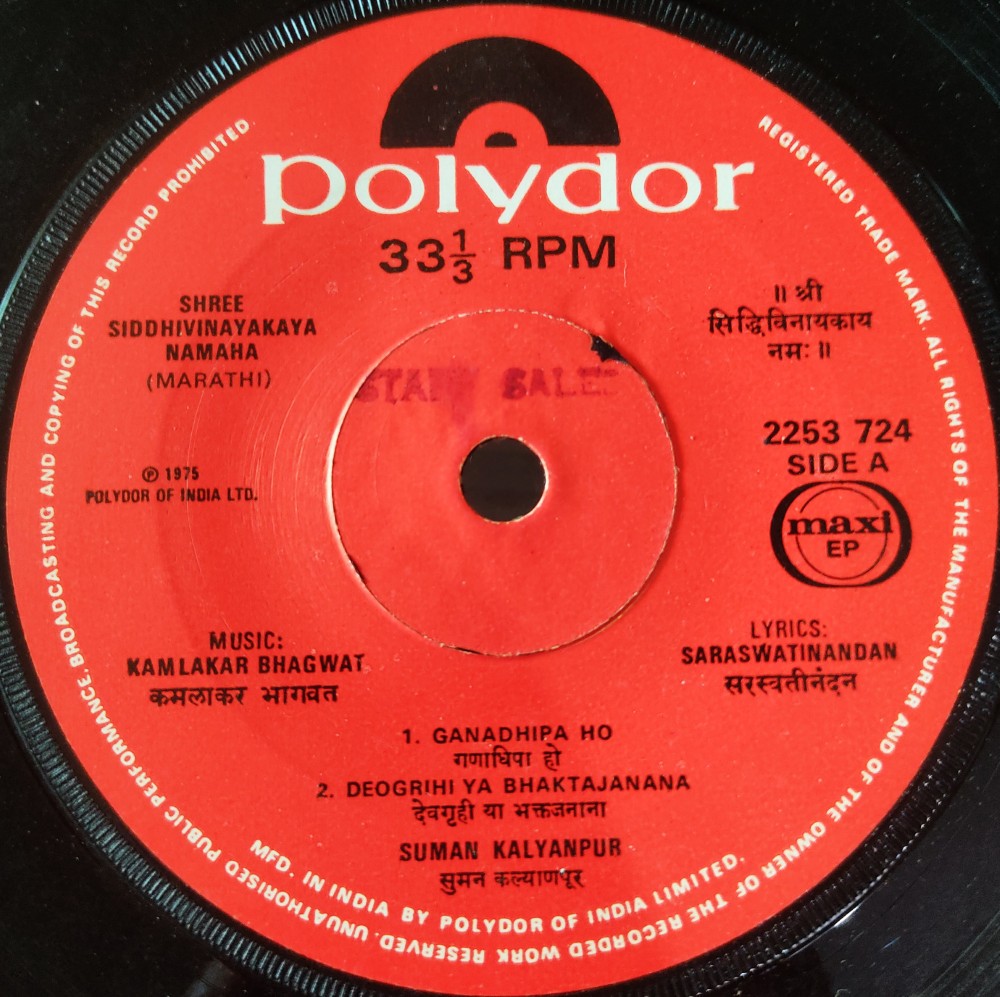 polydor
33⅓ RPM
SHREE
SIDDHIVINAYAKAYA
NAMAHA
(MARATHI)
॥ श्री
सिद्धिविनायकाय
नमः॥
STAFF SALES
2253 724
SIDE A
maxi
EP
℗ 1975
POLYDOR OF INDIA LTD.
MUSIC:
KAMLAKAR BHAGWAT
कमलाकर भागवत
LYRICS:
SARASWATINANDAN
सरस्वतीनंदन
1. GANADHIPA HO
गणाधिपा हो
2. DEOGRIHI YA BHAKTAJANANA
देवगृही या भक्तजनाना
SUMAN KALYANPUR
सुमन कल्याणपूर
MFD. IN INDIA BY POLYDOR OF INDIA LIMITED.
REGISTERED TRADE MARK. ALL RIGHTS OF THE MANUFACTURER AND OF THE OWNER OF THE RECORDED WORK RESERVED. UNUATHORISED PUBLIC PERFORMANCE, BROADCASTING AND COPYING OF THIS RECORD PROHIBITED.